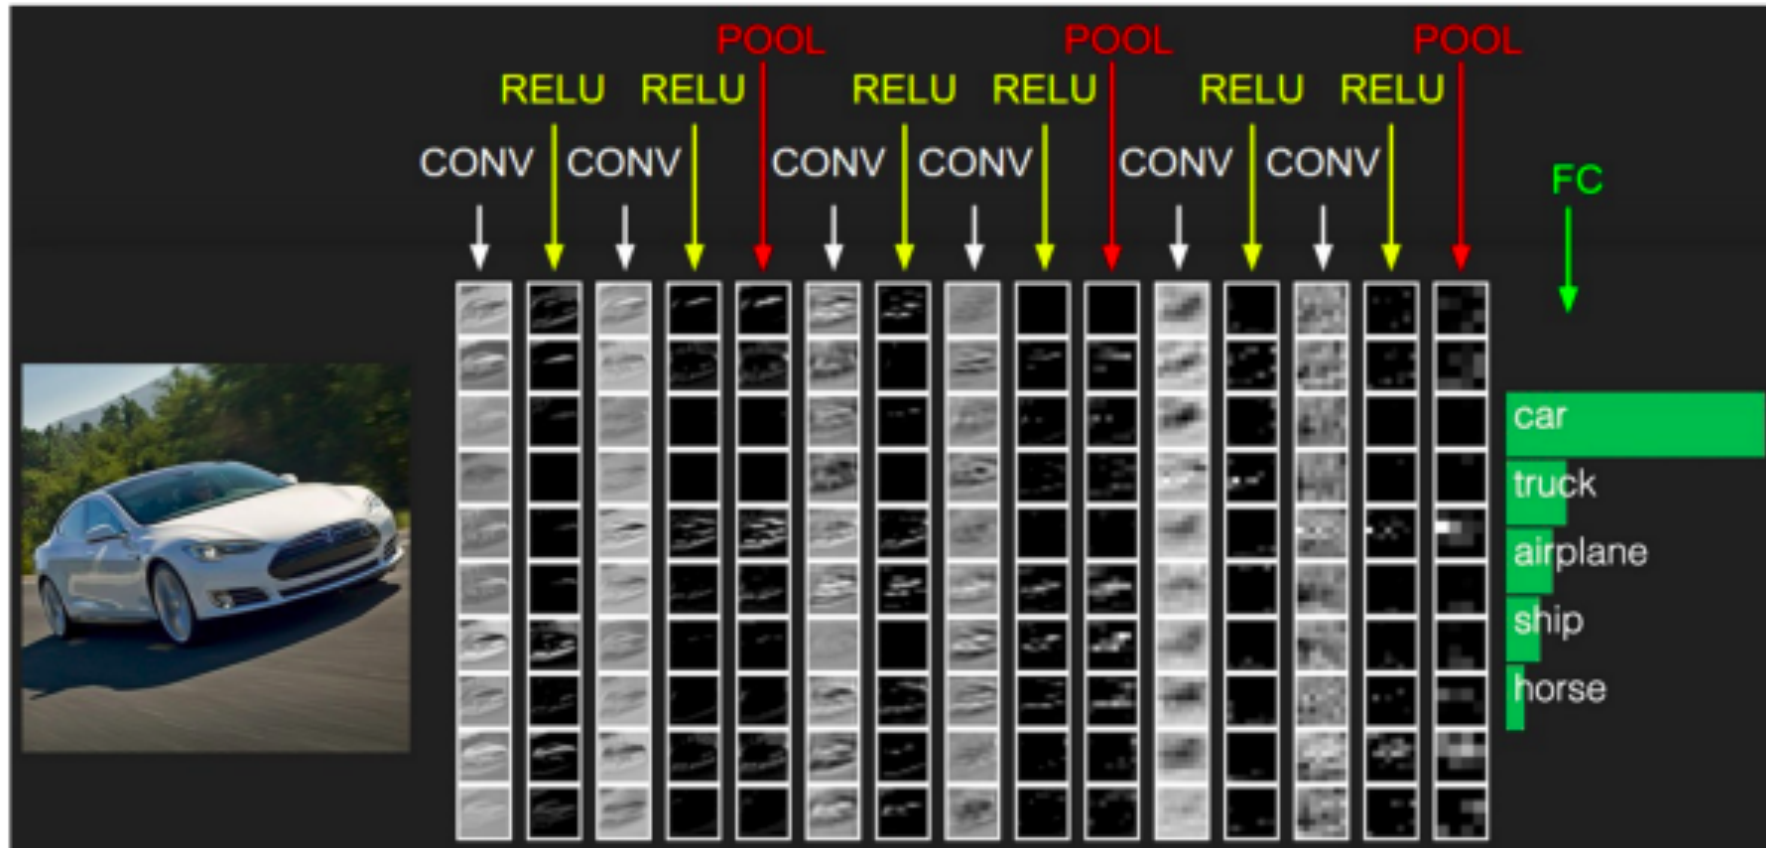 POOL POOL POOL
RELU RELU RELU RELU RELU RELU
CONV CONV CONV CONV CONV CONV
FC
car
truck
airplane
ship
horse